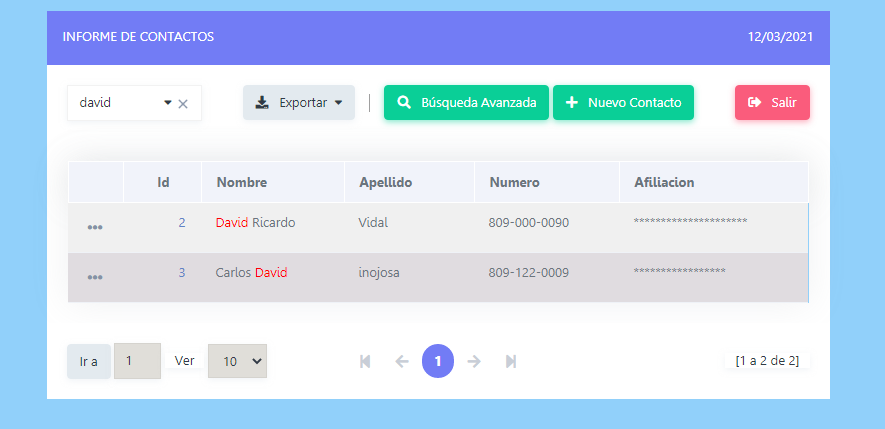 INFORME DE CONTACTOS 12/03/2021
david Exportar Búsqueda Avanzada Nuevo Contacto Salir
Id Nombre Apellido Numero Afiliacion
2 David Ricardo Vidal 809-000-0090 *********************
3 Carlos David inojosa 809-122-0009 *****************
Ir a 1 Ver 10 1 [1 a 2 de 2]